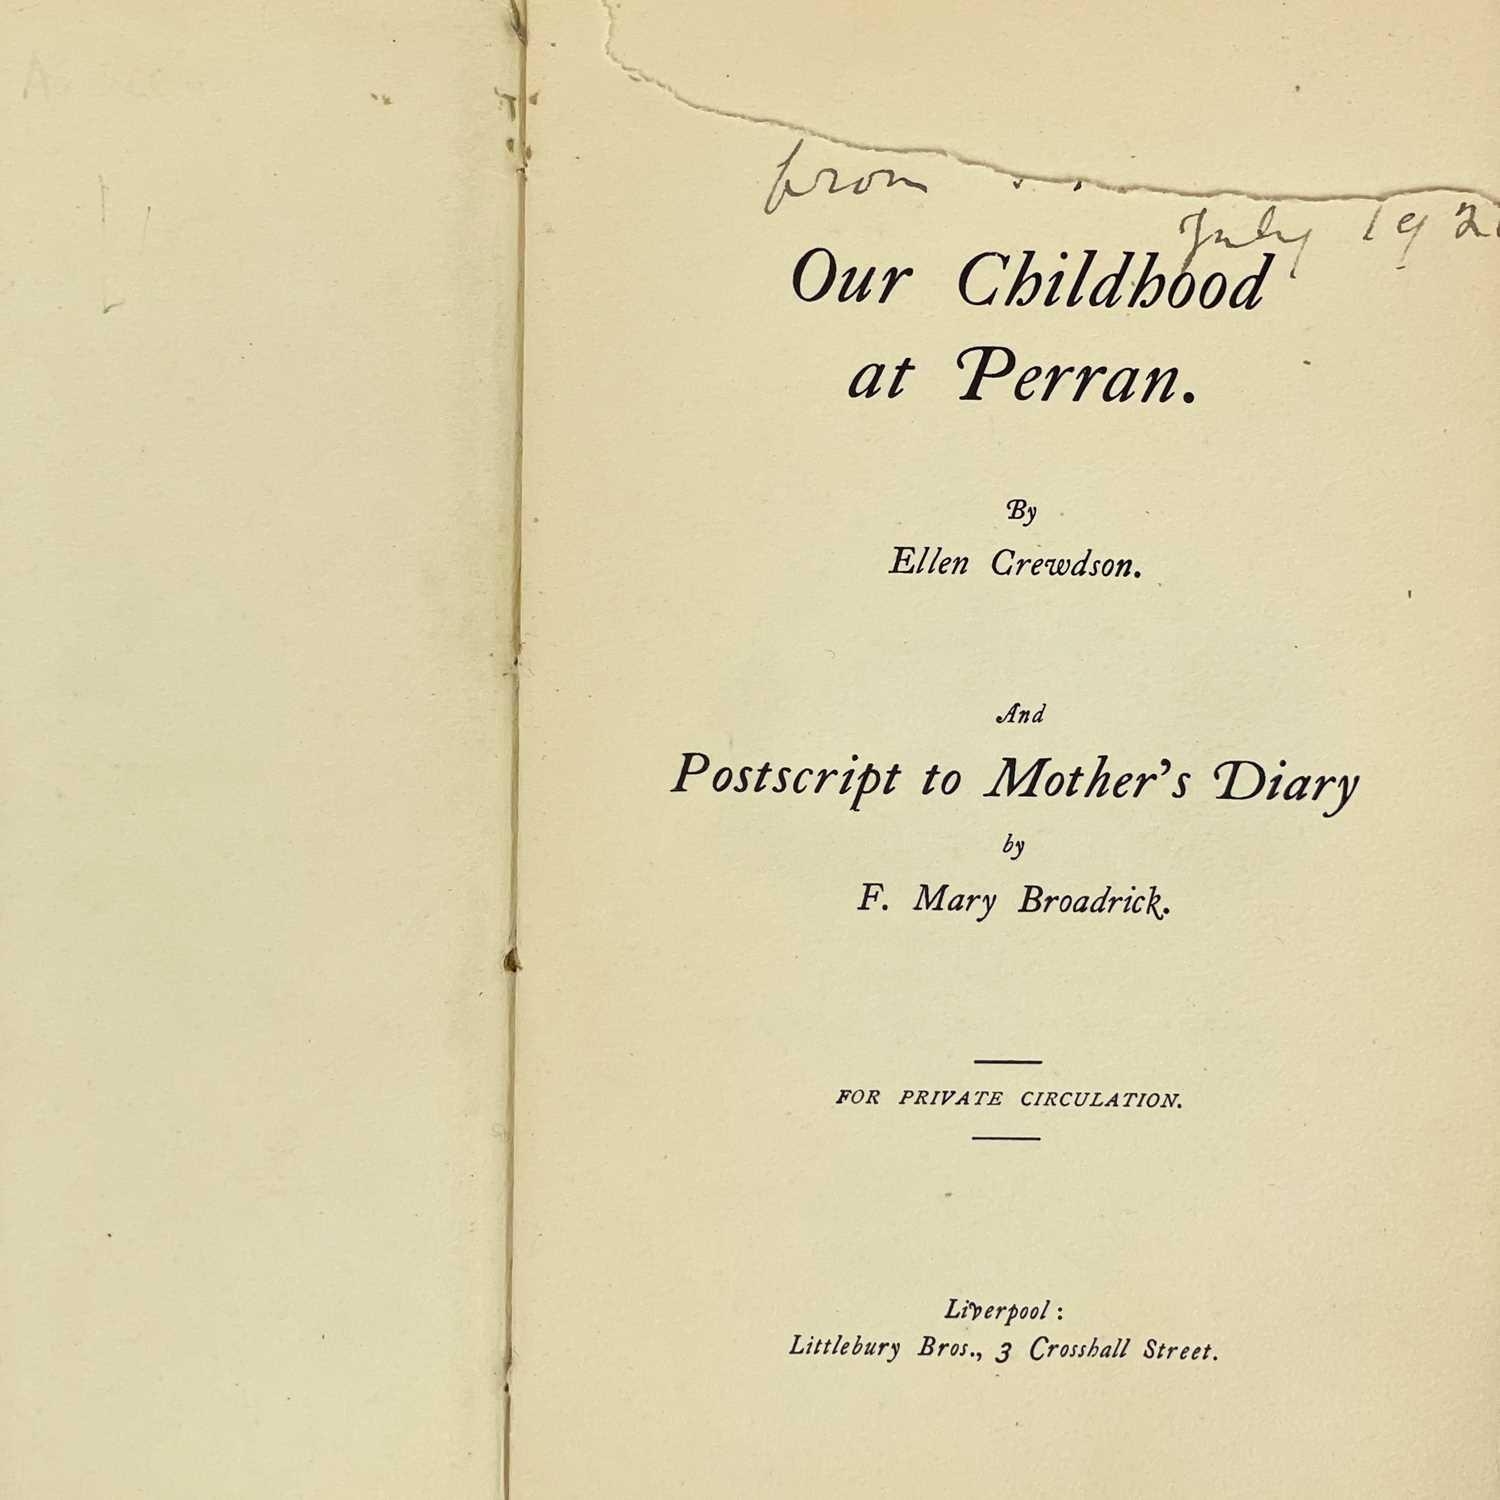 from
July 192
Our Childhood
at Perran.
By
Ellen Crewdson.
And
Postscript to Mother's Diary
by
F. Mary Broadrick.
FOR PRIVATE CIRCULATION.
Liverpool:
Littlebury Bros., 3 Crosshall Street.